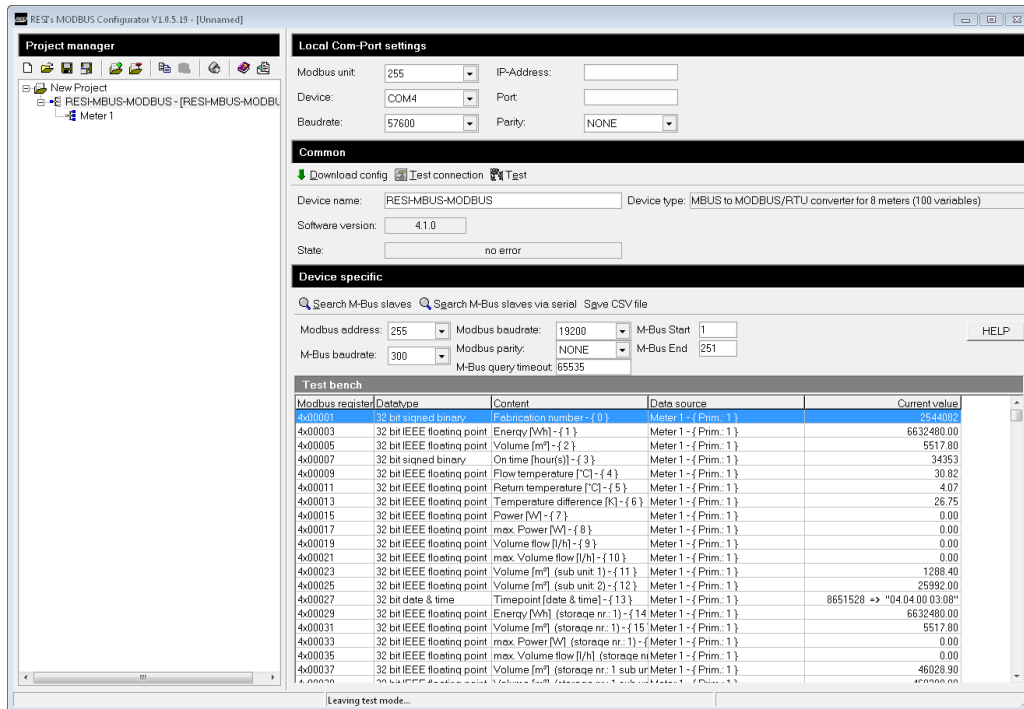 RESI's MODBUS Configurator V1.0.5.19 - [Unnamed]
Project manager
New Project
RESI-MBUS-MODBUS - [RESI-MBUS-MODBU
Meter 1
Local Com-Port settings
Modbus unit: 255 IP-Address:
Device: COM4 Port:
Baudrate: 57600 Parity: NONE
Common
Download config Test connection Test
Device name: RESI-MBUS-MODBUS Device type: MBUS to MODBUS/RTU converter for 8 meters (100 variables)
Software version: 4.1.0
State: no error
Device specific
Search M-Bus slaves Search M-Bus slaves via serial Save CSV file
Modbus address: 255 Modbus baudrate: 19200 M-Bus Start 1 HELP
M-Bus baudrate: 300 Modbus parity: NONE M-Bus End 251
M-Bus query timeout: 65535
Test bench
Modbus register Datatype Content Data source Current value
4x00001 32 bit signed binary Fabrication number - { 0 } Meter 1 - { Prim.: 1 } 2544082
4x00003 32 bit IEEE floating point Energy [Wh] - { 1 } Meter 1 - { Prim.: 1 } 6632480.00
4x00005 32 bit IEEE floating point Volume [m³] - { 2 } Meter 1 - { Prim.: 1 } 5517.80
4x00007 32 bit signed binary On time [hour(s)] - { 3 } Meter 1 - { Prim.: 1 } 34353
4x00009 32 bit IEEE floating point Flow temperature [°C] - { 4 } Meter 1 - { Prim.: 1 } 30.82
4x00011 32 bit IEEE floating point Return temperature [°C] - { 5 } Meter 1 - { Prim.: 1 } 4.07
4x00013 32 bit IEEE floating point Temperature difference [K] - { 6 } Meter 1 - { Prim.: 1 } 26.75
4x00015 32 bit IEEE floating point Power [W] - { 7 } Meter 1 - { Prim.: 1 } 0.00
4x00017 32 bit IEEE floating point max. Power [W] - { 8 } Meter 1 - { Prim.: 1 } 0.00
4x00019 32 bit IEEE floating point Volume flow [l/h] - { 9 } Meter 1 - { Prim.: 1 } 0.00
4x00021 32 bit IEEE floating point max. Volume flow [l/h] - { 10 } Meter 1 - { Prim.: 1 } 0.00
4x00023 32 bit IEEE floating point Volume [m³] (sub unit: 1) - { 11 } Meter 1 - { Prim.: 1 } 1288.40
4x00025 32 bit IEEE floating point Volume [m³] (sub unit: 2) - { 12 } Meter 1 - { Prim.: 1 } 25992.00
4x00027 32 bit date & time Timepoint [date & time] - { 13 } Meter 1 - { Prim.: 1 } 8651528 => "04.04.00 03:08"
4x00029 32 bit IEEE floating point Energy [Wh] (storage nr.: 1) - { 14 Meter 1 - { Prim.: 1 } 6632480.00
4x00031 32 bit IEEE floating point Volume [m³] (storage nr.: 1) - { 15 Meter 1 - { Prim.: 1 } 5517.80
4x00033 32 bit IEEE floating point max. Power [W] (storage nr.: 1) - { Meter 1 - { Prim.: 1 } 0.00
4x00035 32 bit IEEE floating point max. Volume flow [l/h] (storage n Meter 1 - { Prim.: 1 } 0.00
4x00037 32 bit IEEE floating point Volume [m³] (storage nr.: 1 sub u Meter 1 - { Prim.: 1 } 46028.90
Leaving test mode...